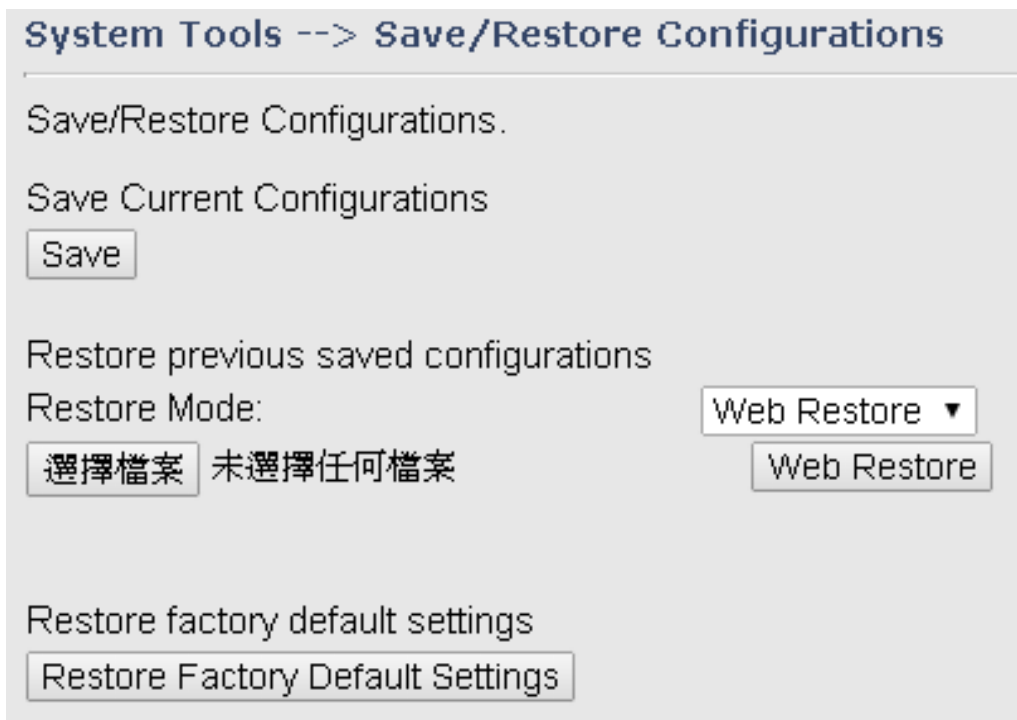 System Tools --> Save/Restore Configurations
Save/Restore Configurations.
Save Current Configurations
Save
Restore previous saved configurations
Restore Mode: Web Restore ▼
選擇檔案 未選擇任何檔案 Web Restore
Restore factory default settings
Restore Factory Default Settings